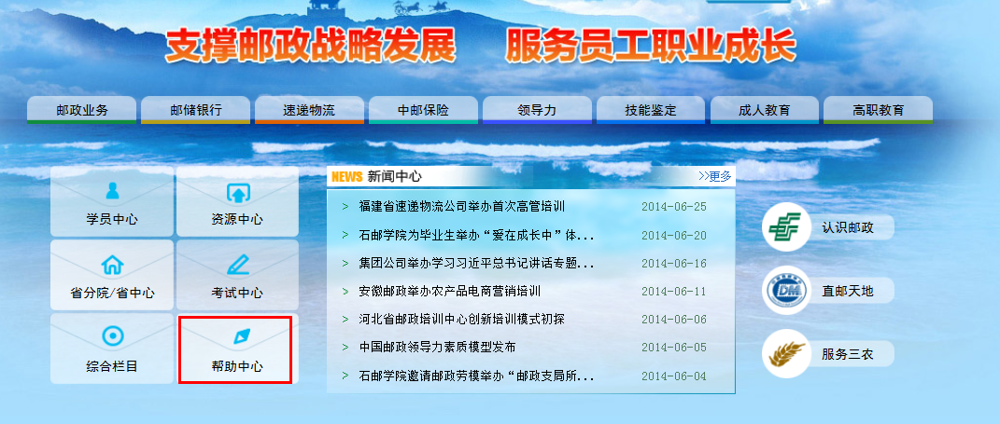 支撑邮政战略发展 服务员工职业成长
邮政业务 邮储银行 速递物流 中邮保险 领导力 技能鉴定 成人教育 高职教育
学员中心 资源中心
省分院/省中心 考试中心
综合栏目 帮助中心
NEWS 新闻中心 >>更多
> 福建省速递物流公司举办首次高管培训 2014-06-25
> 石邮学院为毕业生举办“爱在成长中”体... 2014-06-20
> 集团公司举办学习习近平总书记讲话专题... 2014-06-16
> 安徽邮政举办农产品电商营销培训 2014-06-11
> 河北省邮政培训中心创新培训模式初探 2014-06-06
> 中国邮政领导力素质模型发布 2014-06-05
> 石邮学院邀请邮政劳模举办“邮政支局所... 2014-06-04
认识邮政
DM 直邮天地
服务三农